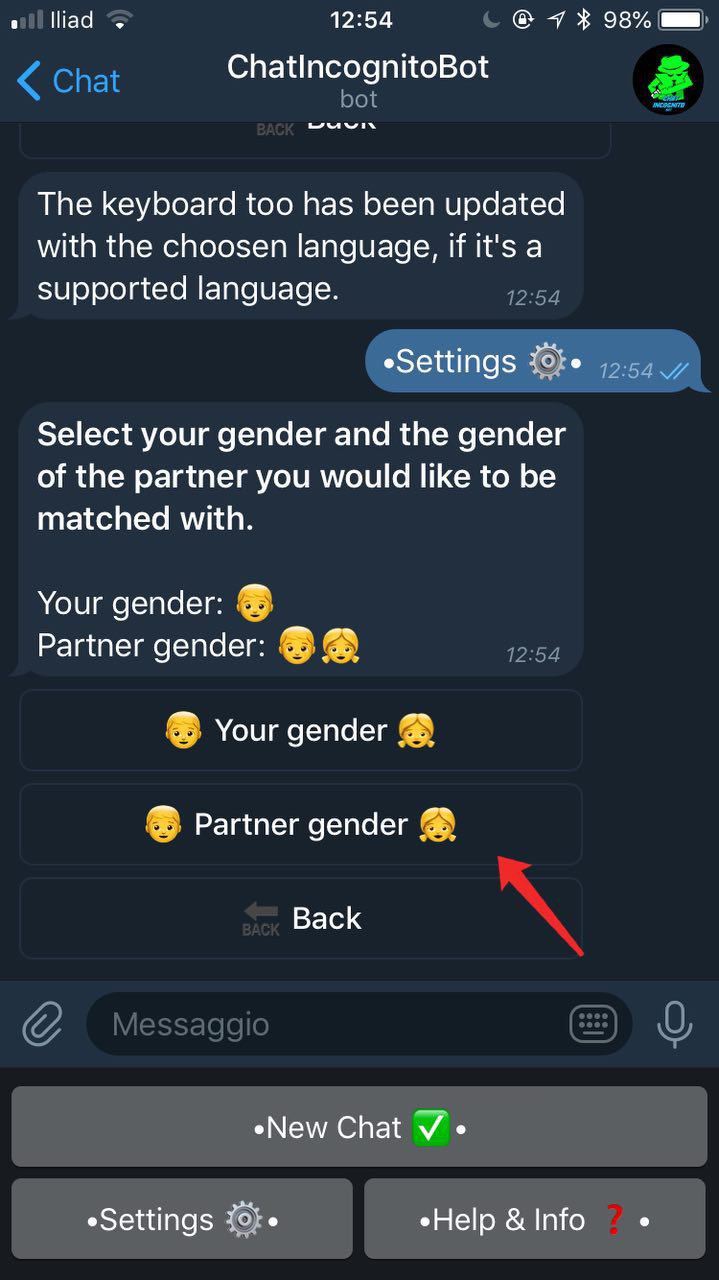 Iliad 12:54 98%
Chat ChatIncognitoBot
bot
CHAT INCOGNITO
BACK Back
The keyboard too has been updated
with the choosen language, if it's a
supported language. 12:54
•Settings ⚙️• 12:54
Select your gender and the gender
of the partner you would like to be
matched with.
Your gender: 👦
Partner gender: 👦👧 12:54
👦 Your gender 👧
👦 Partner gender 👧
BACK Back
Messaggio
•New Chat ✅•
•Settings ⚙️•
•Help & Info ❓•